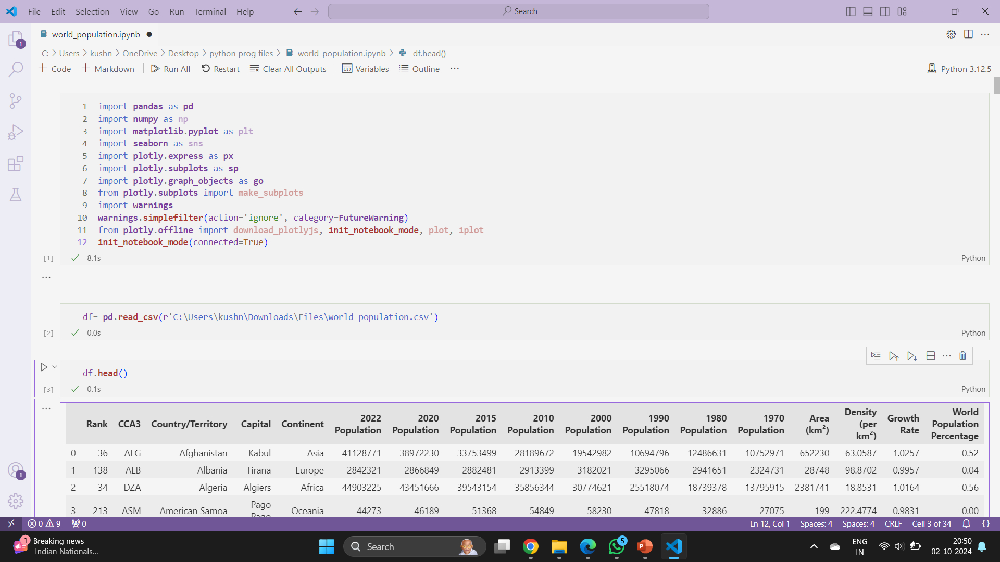 File Edit Selection View Go Run Terminal Help
Search
world_population.ipynb
C: > Users > kushn > OneDrive > Desktop > python prog files > world_population.ipynb > df.head()
+ Code + Markdown | Run All Restart Clear All Outputs | Variables Outline ...
Python 3.12.5
1 import pandas as pd
2 import numpy as np
3 import matplotlib.pyplot as plt
4 import seaborn as sns
5 import plotly.express as px
6 import plotly.subplots as sp
7 import plotly.graph_objects as go
8 from plotly.subplots import make_subplots
9 import warnings
10 warnings.simplefilter(action='ignore', category=FutureWarning)
11 from plotly.offline import download_plotlyjs, init_notebook_mode, plot, iplot
12 init_notebook_mode(connected=True)
[1] 8.1s Python
...
df= pd.read_csv(r'C:\Users\kushn\Downloads\Files\world_population.csv')
[2] 0.0s Python
df.head()
[3] 0.1s Python
...
Rank CCA3 Country/Territory Capital Continent 2022 Population 2020 Population 2015 Population 2010 Population 2000 Population 1990 Population 1980 Population 1970 Population Area (km²) Density (per km²) Growth Rate World Population Percentage
0 36 AFG Afghanistan Kabul Asia 41128771 38972230 33753499 28189672 19542982 10694796 12486631 10752971 652230 63.0587 1.0257 0.52
1 138 ALB Albania Tirana Europe 2842321 2866849 2882481 2913399 3182021 3295066 2941651 2324731 28748 98.8702 0.9957 0.04
2 34 DZA Algeria Algiers Africa 44903225 43451666 39543154 35856344 30774621 25518074 18739378 13795915 2381741 18.8531 1.0164 0.56
3 213 ASM American Samoa Pago Pago Oceania 44273 46189 51368 54849 58230 47818 32886 27075 199 222.4774 0.9831 0.00
1
1
0 9 0
Ln 12, Col 1 Spaces: 4 Spaces: 4 CRLF Cell 3 of 34
1 Breaking news
'Indian Nationals...
Search
5
ENG
IN
20:50
02-10-2024